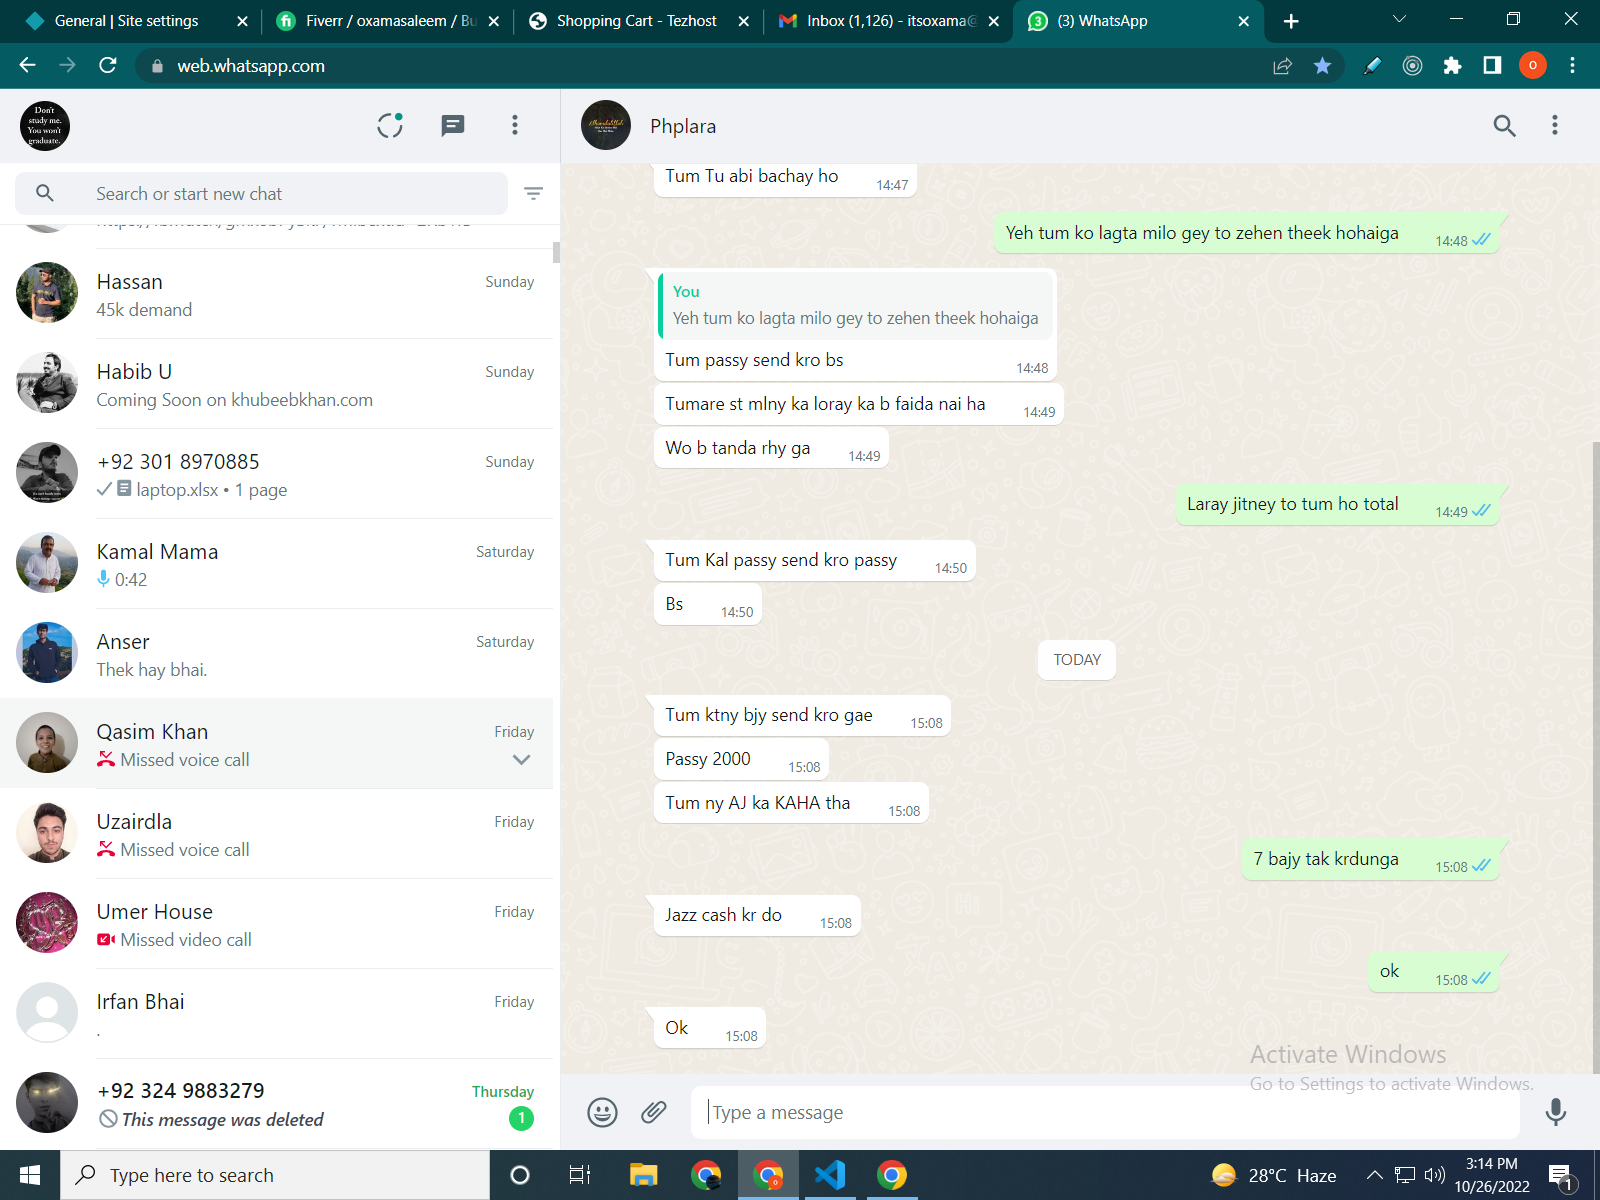 General | Site settings
Fiverr / oxamasaleem / Bu
Shopping Cart - Tezhost
Inbox (1,126) - itsoxama@
(3) WhatsApp
web.whatsapp.com
O
Don't
study me.
You won't
graduate.
Search or start new chat
Hassan
Sunday
45k demand
Habib U
Sunday
Coming Soon on khubeebkhan.com
+92 301 8970885
Sunday
laptop.xlsx • 1 page
Kamal Mama
Saturday
0:42
Anser
Saturday
Thek hay bhai.
Qasim Khan
Friday
Missed voice call
Uzairdla
Friday
Missed voice call
Umer House
Friday
Missed video call
Irfan Bhai
Friday
.
+92 324 9883279
Thursday
This message was deleted
1
Phplara
Tum Tu abi bachay ho
14:47
Yeh tum ko lagta milo gey to zehen theek hohaiga
14:48
You
Yeh tum ko lagta milo gey to zehen theek hohaiga
Tum passy send kro bs
14:48
Tumare st mlny ka loray ka b faida nai ha
14:49
Wo b tanda rhy ga
14:49
Laray jitney to tum ho total
14:49
Tum Kal passy send kro passy
14:50
Bs
14:50
TODAY
Tum ktny bjy send kro gae
15:08
Passy 2000
15:08
Tum ny AJ ka KAHA tha
15:08
7 bajy tak krdunga
15:08
Jazz cash kr do
15:08
ok
15:08
Ok
15:08
Activate Windows
Go to Settings to activate Windows.
Type a message
Type here to search
28°C Haze
3:14 PM
10/26/2022
1